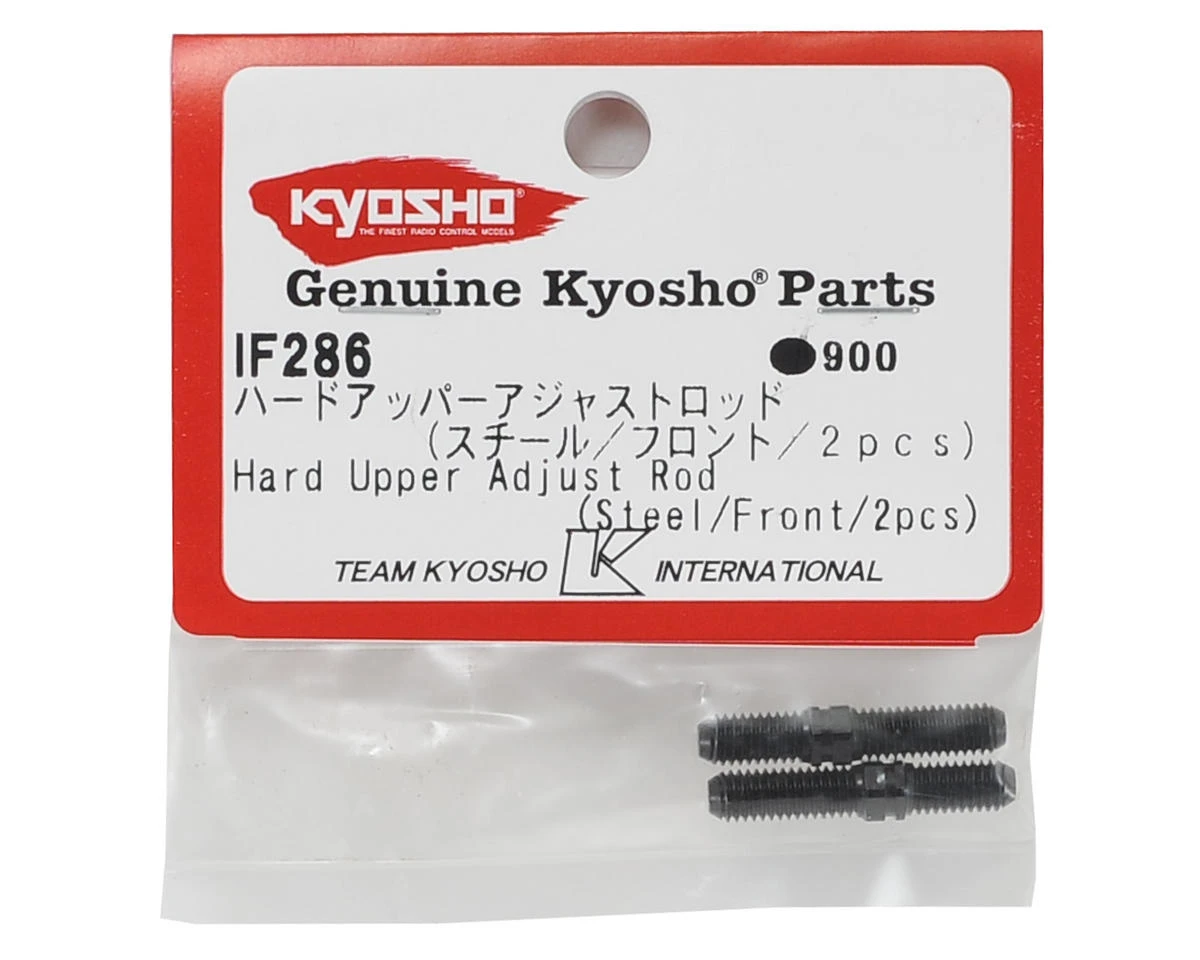 KYOSHO®
THE FINEST RADIO CONTROL MODELS
Genuine Kyosho® Parts
IF286 ●900
ハードアッパーアジャストロッド
(スチール/フロント/2pcs)
Hard Upper Adjust Rod
(Steel/Front/2pcs)
TEAM KYOSHO K INTERNATIONAL